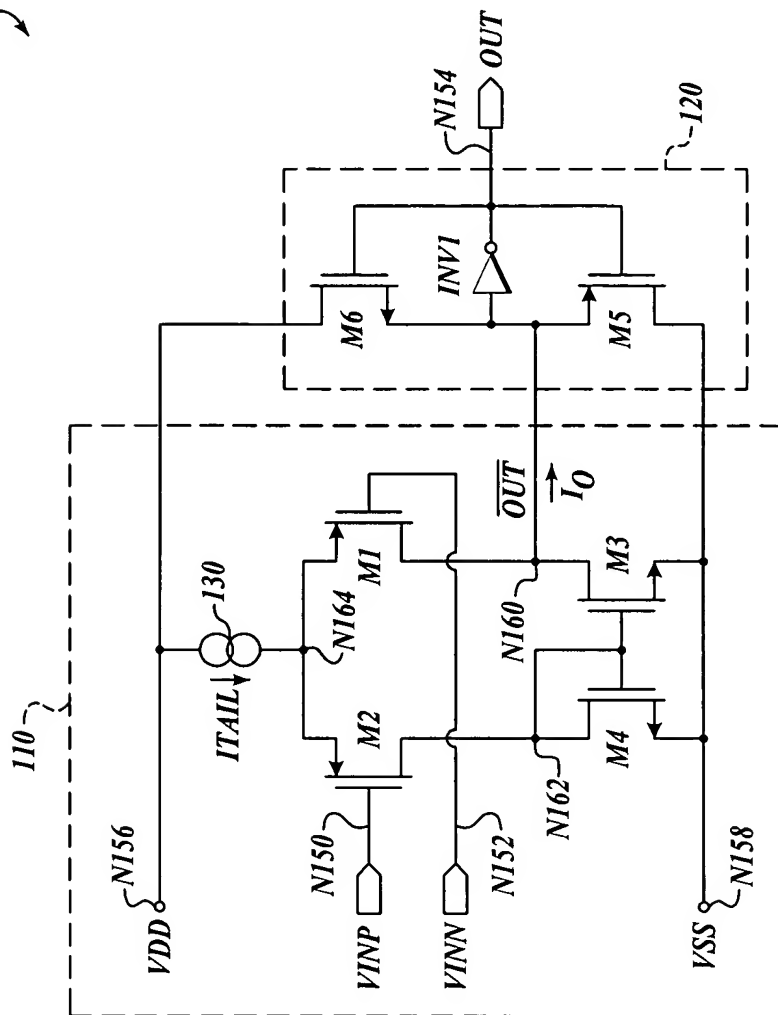 110
N156
VDD
130
ITAIL
N164
M2
M1
N150
VINP
N152
VINN
OUT
I_O
N160
N162
M4
M3
N158
VSS
M6
INV1
M5
N154
OUT
120